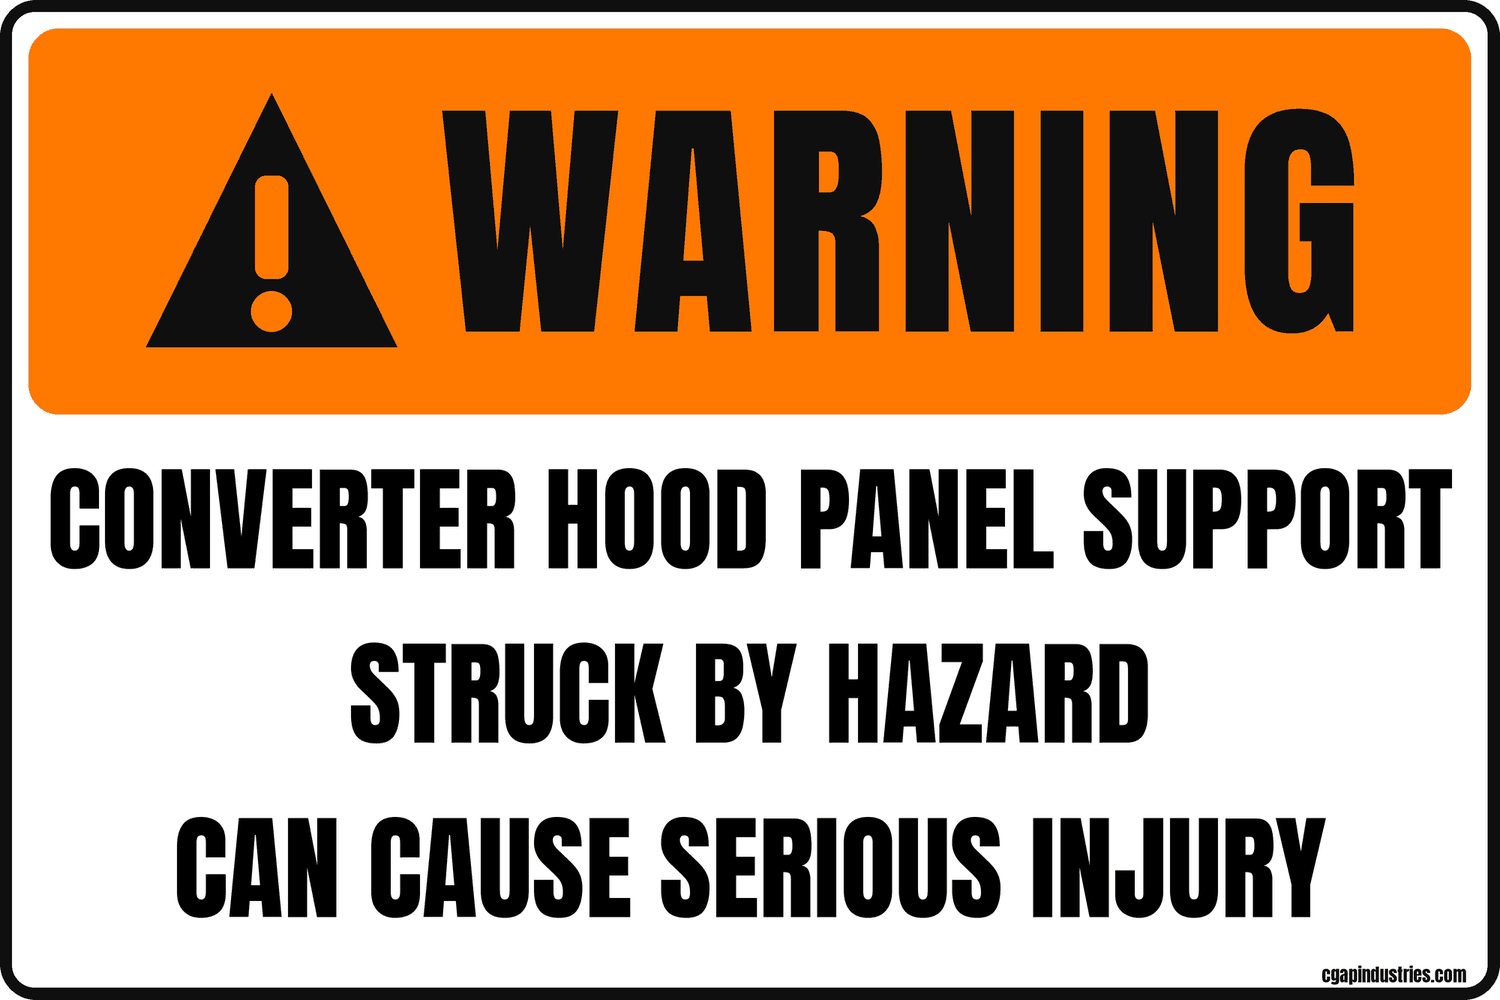 WARNING
CONVERTER HOOD PANEL SUPPORT
STRUCK BY HAZARD
CAN CAUSE SERIOUS INJURY
cgapindustries.com